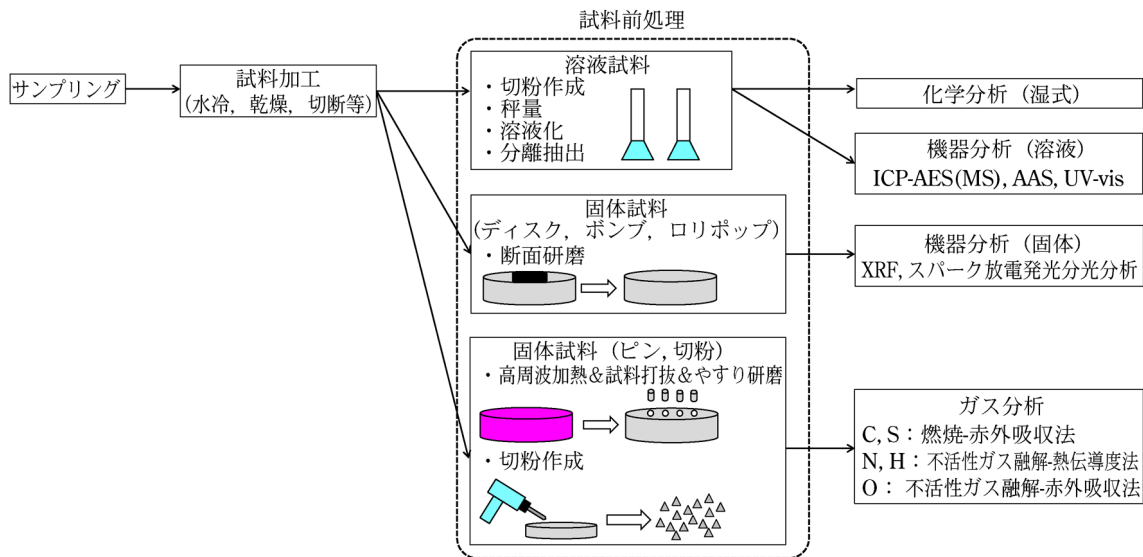 試料前処理
サンプリング
試料加工
(水冷，乾燥，切断等)
溶液試料
・切粉作成
・秤量
・溶液化
・分離抽出
固体試料
(ディスク，ボンブ，ロリポップ)
・断面研磨
固体試料（ピン, 切粉）
・高周波加熱＆試料打抜＆やすり研磨
・切粉作成
化学分析（湿式）
機器分析（溶液）
ICP-AES(MS), AAS, UV-vis
機器分析（固体）
XRF, スパーク放電発光分光分析
ガス分析
C, S：燃焼-赤外吸収法
N, H：不活性ガス融解-熱伝導度法
O： 不活性ガス融解-赤外吸収法